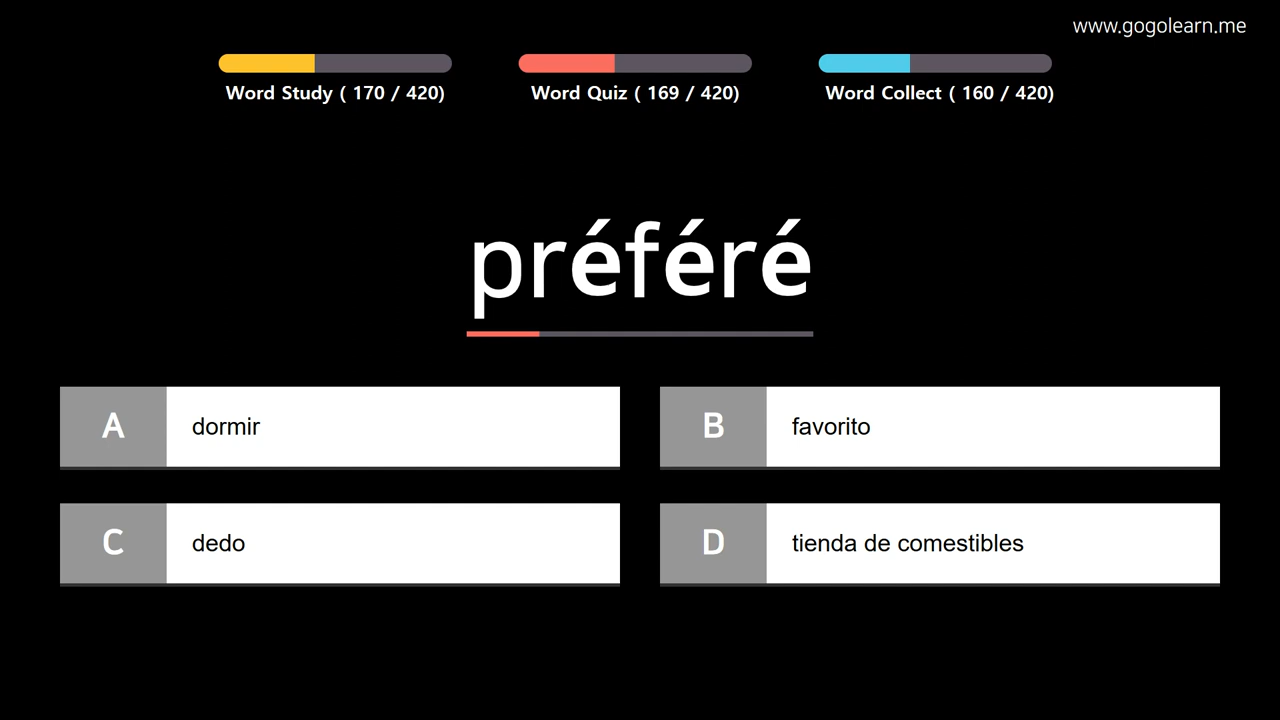 www.gogolearn.me
Word Study ( 170 / 420)
Word Quiz ( 169 / 420)
Word Collect ( 160 / 420)
préféré
A dormir
B favorito
C dedo
D tienda de comestibles